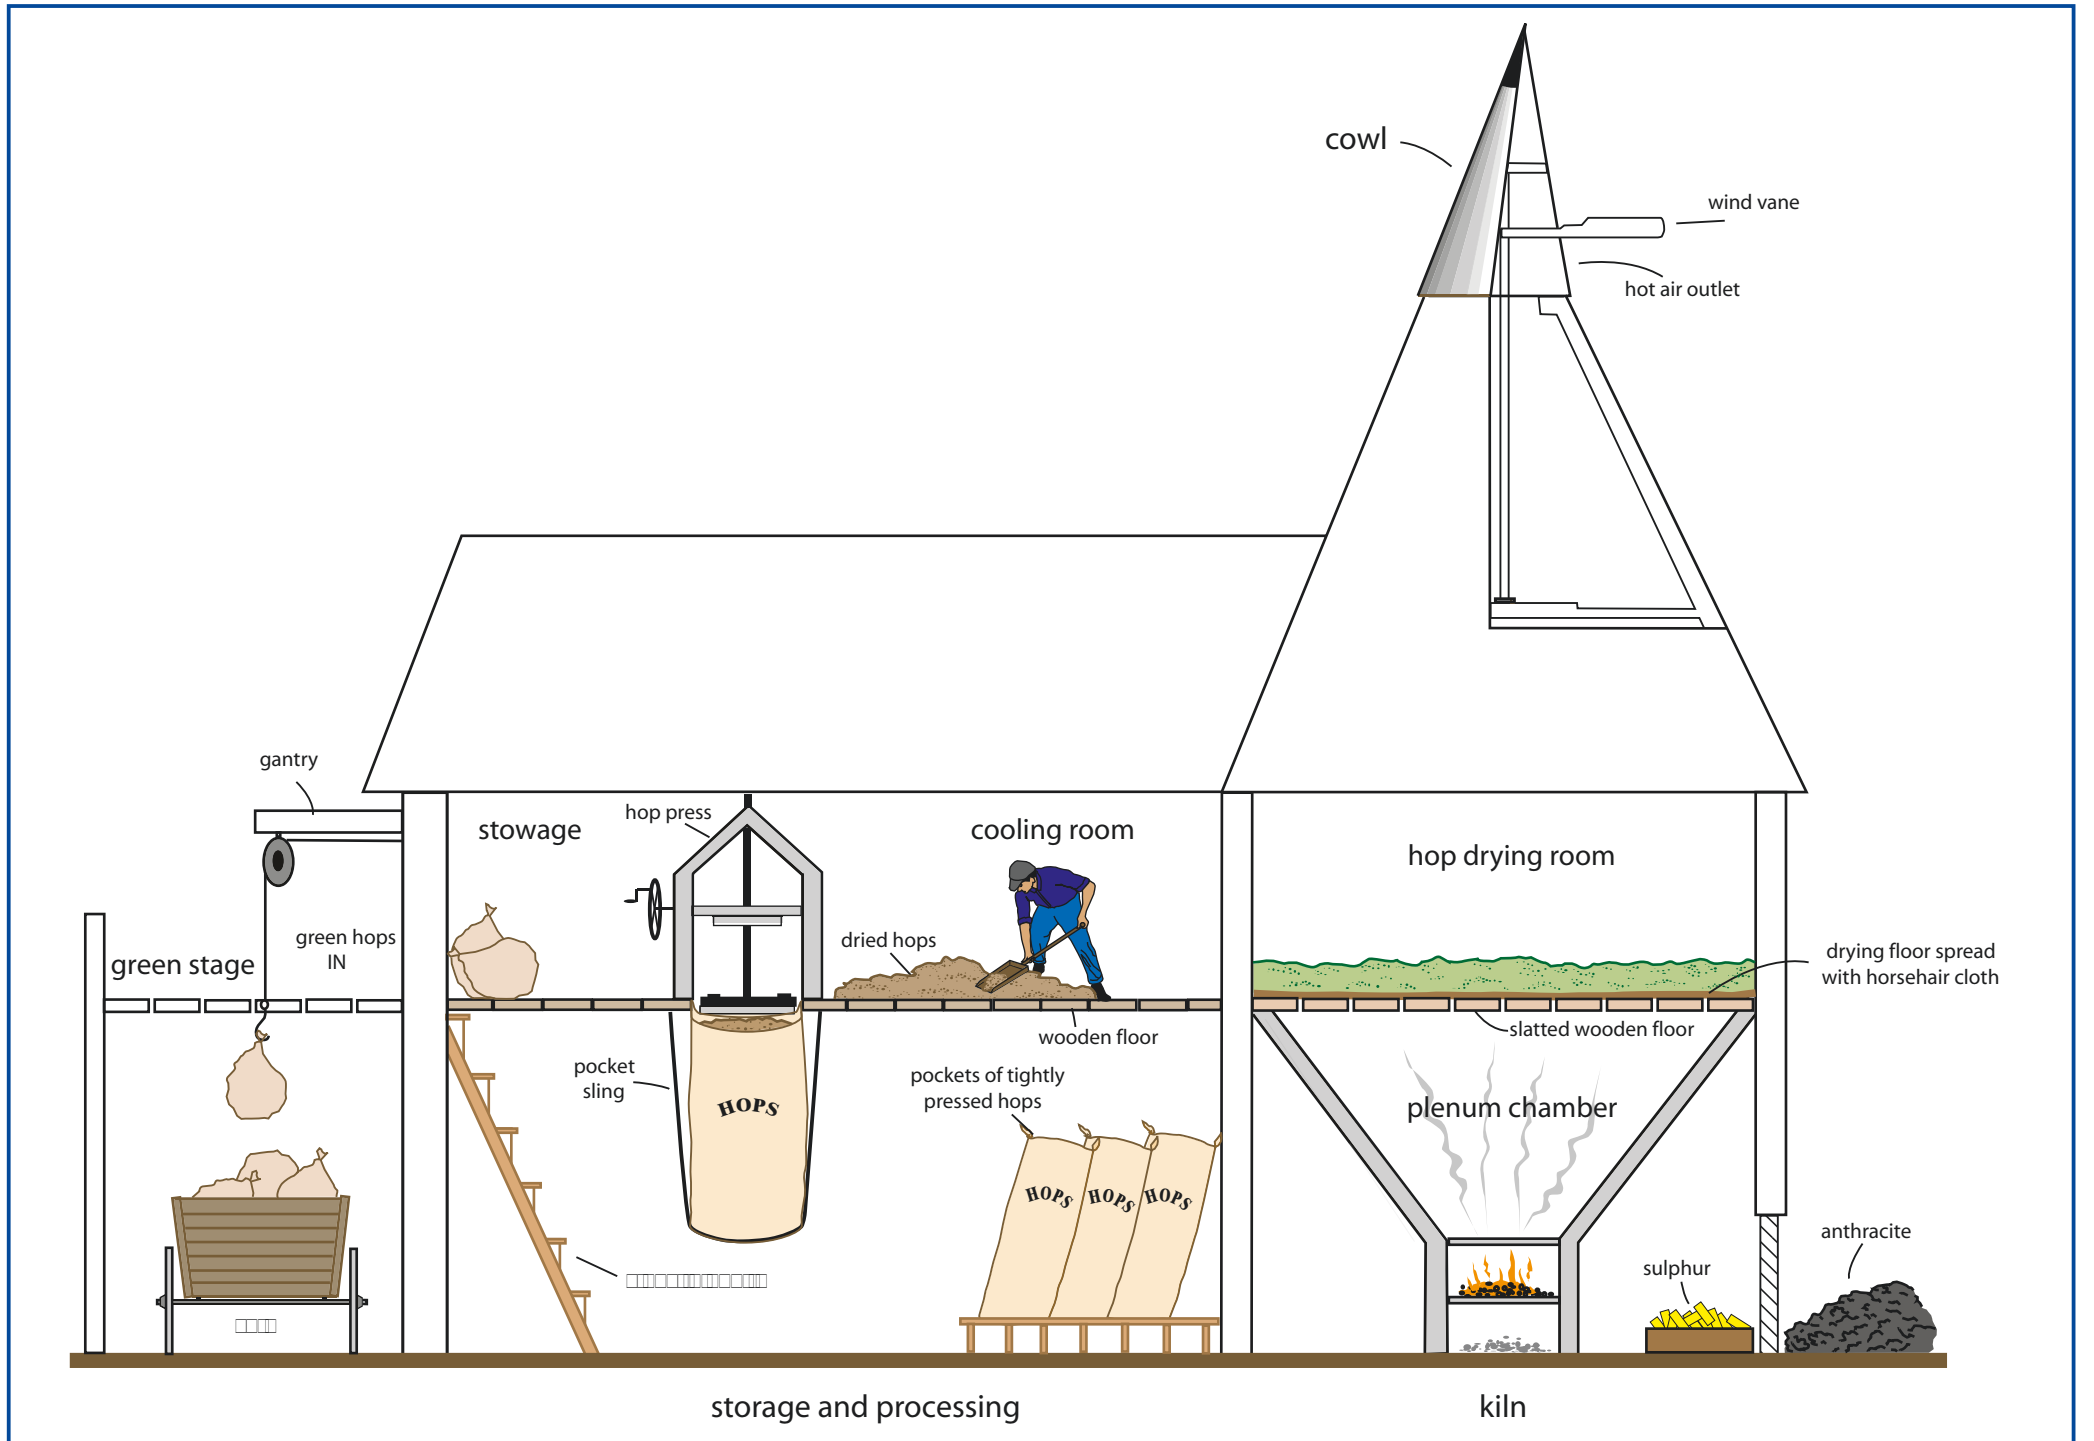 cowl
wind vane
hot air outlet
gantry
stowage
hop press
cooling room
hop drying room
green stage
green hops
IN
dried hops
drying floor spread
with horsehair cloth
wooden floor
slatted wooden floor
pocket
sling
HOPS
pockets of tightly
pressed hops
HOPS
HOPS
HOPS
plenum chamber
anthracite
sulphur
storage and processing
kiln